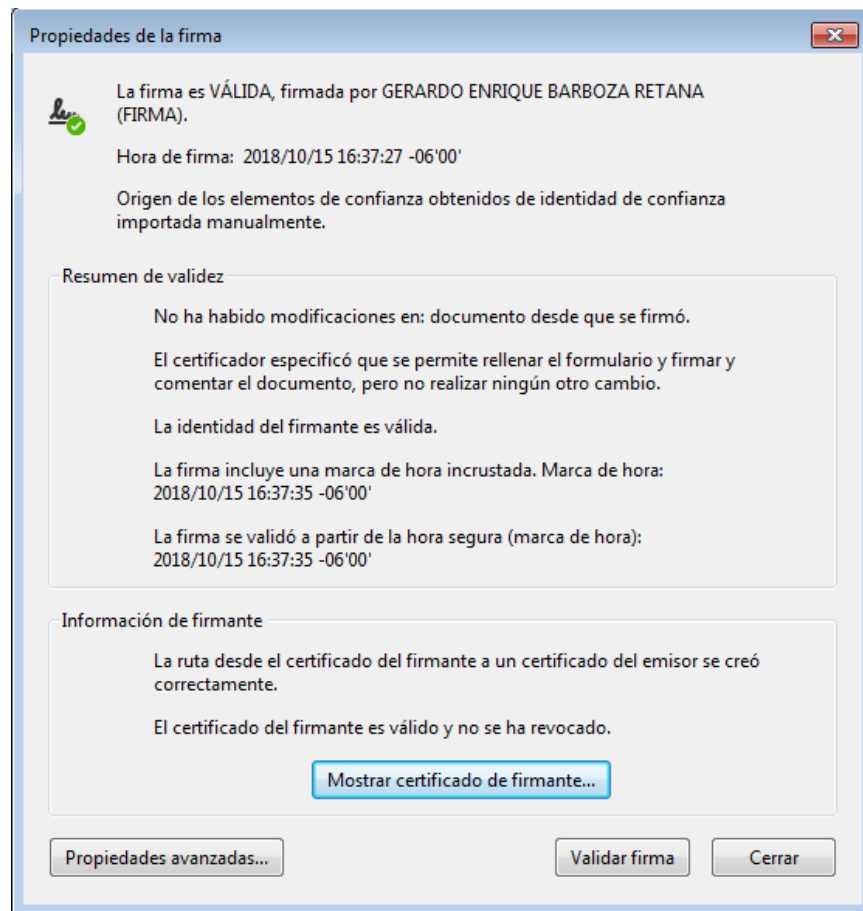 Propiedades de la firma
La firma es VÁLIDA, firmada por GERARDO ENRIQUE BARBOZA RETANA
(FIRMA).
Hora de firma: 2018/10/15 16:37:27 -06'00'
Origen de los elementos de confianza obtenidos de identidad de confianza
importada manualmente.
Resumen de validez
No ha habido modificaciones en: documento desde que se firmó.
El certificador especificó que se permite rellenar el formulario y firmar y
comentar el documento, pero no realizar ningún otro cambio.
La identidad del firmante es válida.
La firma incluye una marca de hora incrustada. Marca de hora:
2018/10/15 16:37:35 -06'00'
La firma se validó a partir de la hora segura (marca de hora):
2018/10/15 16:37:35 -06'00'
Información de firmante
La ruta desde el certificado del firmante a un certificado del emisor se creó
correctamente.
El certificado del firmante es válido y no se ha revocado.
Mostrar certificado de firmante...
Propiedades avanzadas...
Validar firma
Cerrar